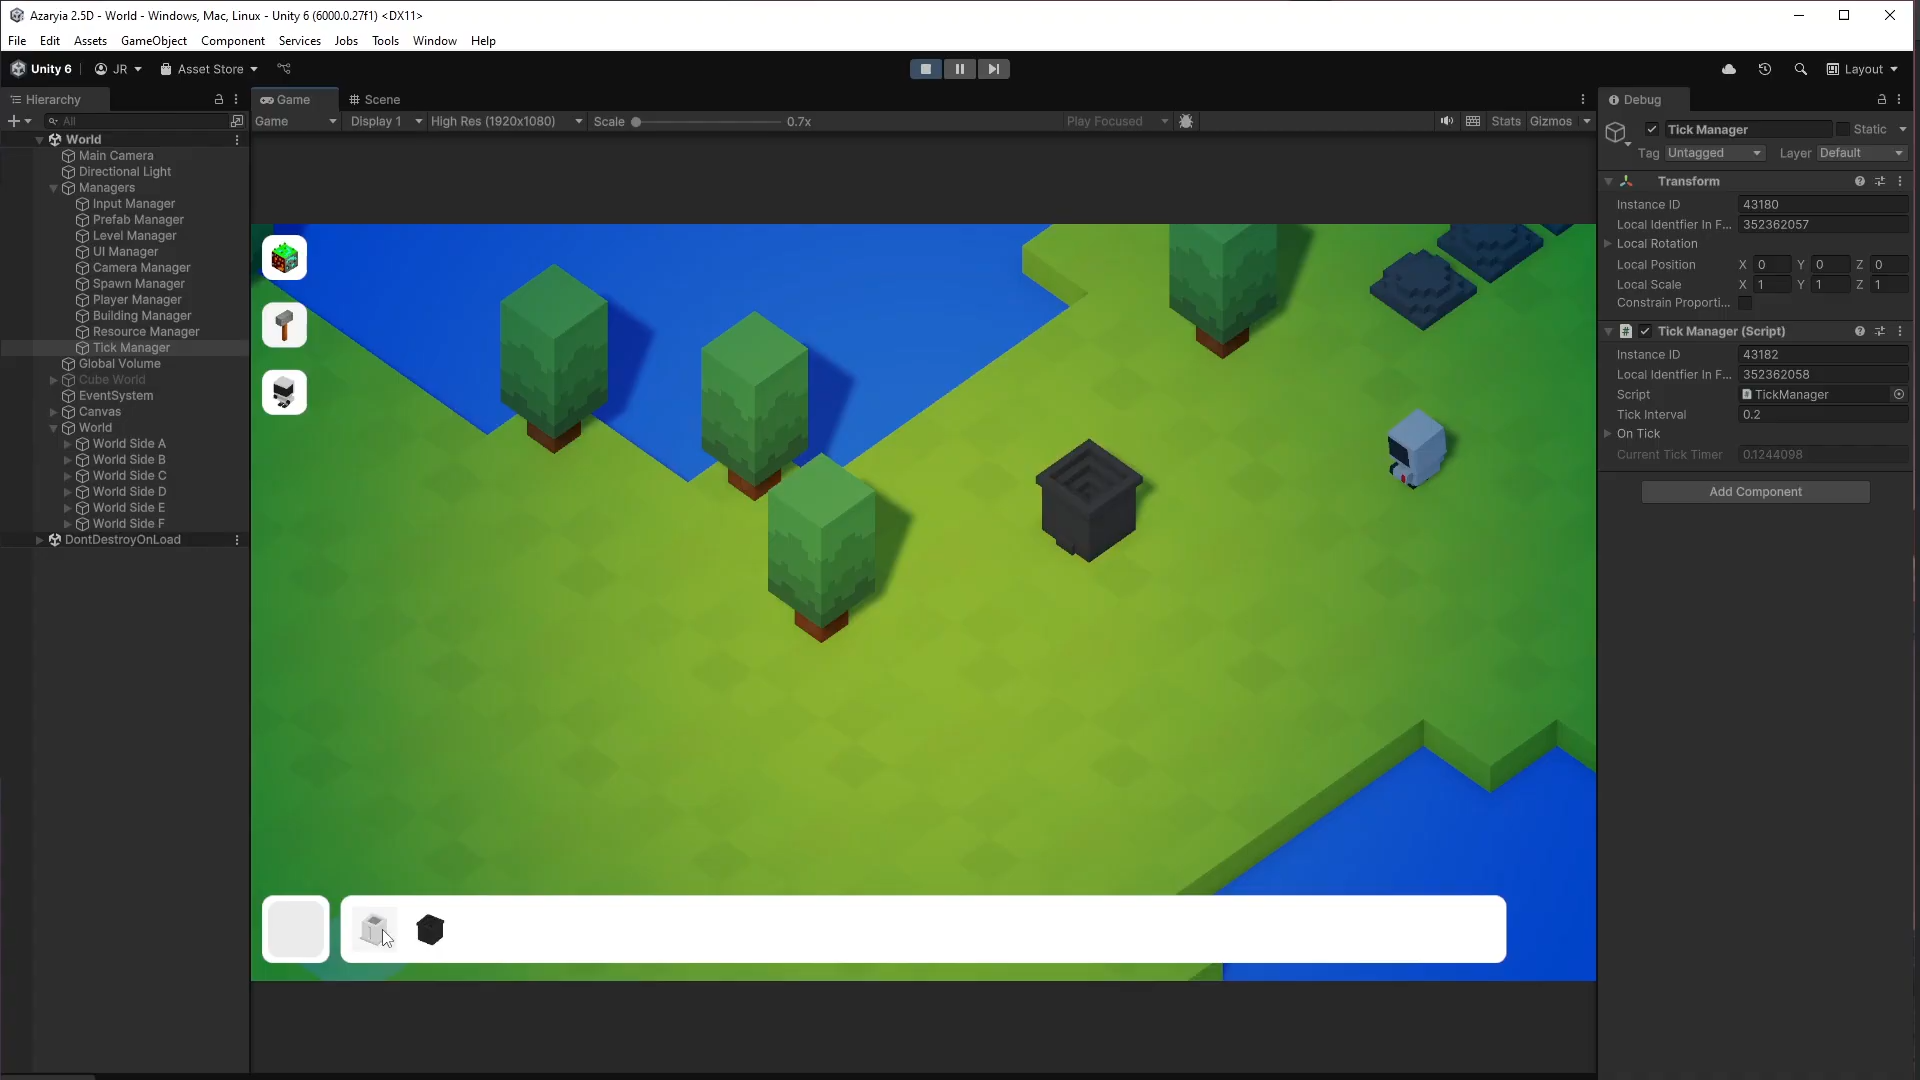 Azaryia 2.5D - World - Windows, Mac, Linux - Unity 6 (6000.0.27f1) <DX11>
File Edit Assets GameObject Component Services Jobs Tools Window Help
Unity 6 JR Asset Store Layout
Hierarchy
All
World
Main Camera
Directional Light
Managers
Input Manager
Prefab Manager
Level Manager
UI Manager
Camera Manager
Spawn Manager
Player Manager
Building Manager
Resource Manager
Tick Manager
Global Volume
Cube World
EventSystem
Canvas
World
World Side A
World Side B
World Side C
World Side D
World Side E
World Side F
DontDestroyOnLoad
Game Scene
Game Display 1 High Res (1920x1080) Scale 0.7x Play Focused Stats Gizmos
Debug
Tick Manager Static
Tag Untagged Layer Default
Transform
Instance ID 43180
Local Identfier In F... 352362057
Local Rotation
Local Position X 0 Y 0 Z 0
Local Scale X 1 Y 1 Z 1
Constrain Proporti...
# Tick Manager (Script)
Instance ID 43182
Local Identfier In F... 352362058
Script TickManager
Tick Interval 0.2
On Tick
Current Tick Timer 0.1244098
Add Component